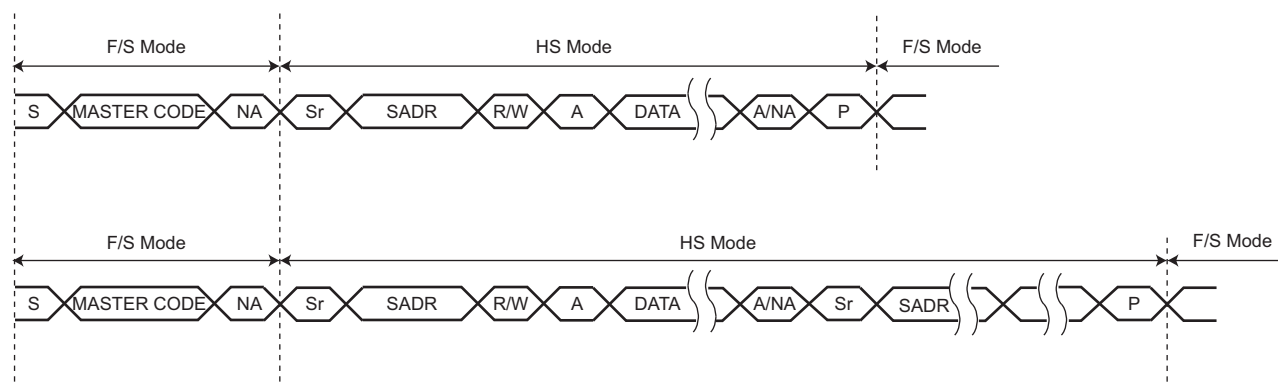 F/S Mode HS Mode F/S Mode
S MASTER CODE NA Sr SADR R/W A DATA A/NA P
F/S Mode HS Mode F/S Mode
S MASTER CODE NA Sr SADR R/W A DATA A/NA Sr SADR P